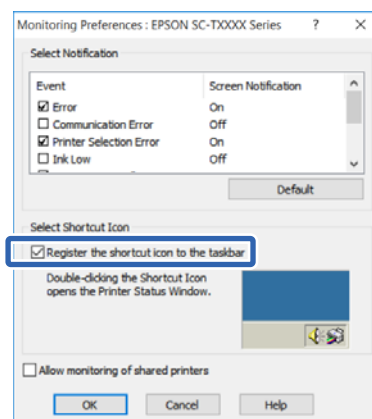 Monitoring Preferences : EPSON SC-TXXXX Series ? ✕
Select Notification
Event Screen Notification
Error On
Communication Error Off
Printer Selection Error On
Ink Low Off
Default
Select Shortcut Icon
Register the shortcut icon to the taskbar
Double-clicking the Shortcut Icon
opens the Printer Status Window.
Allow monitoring of shared printers
OK Cancel Help